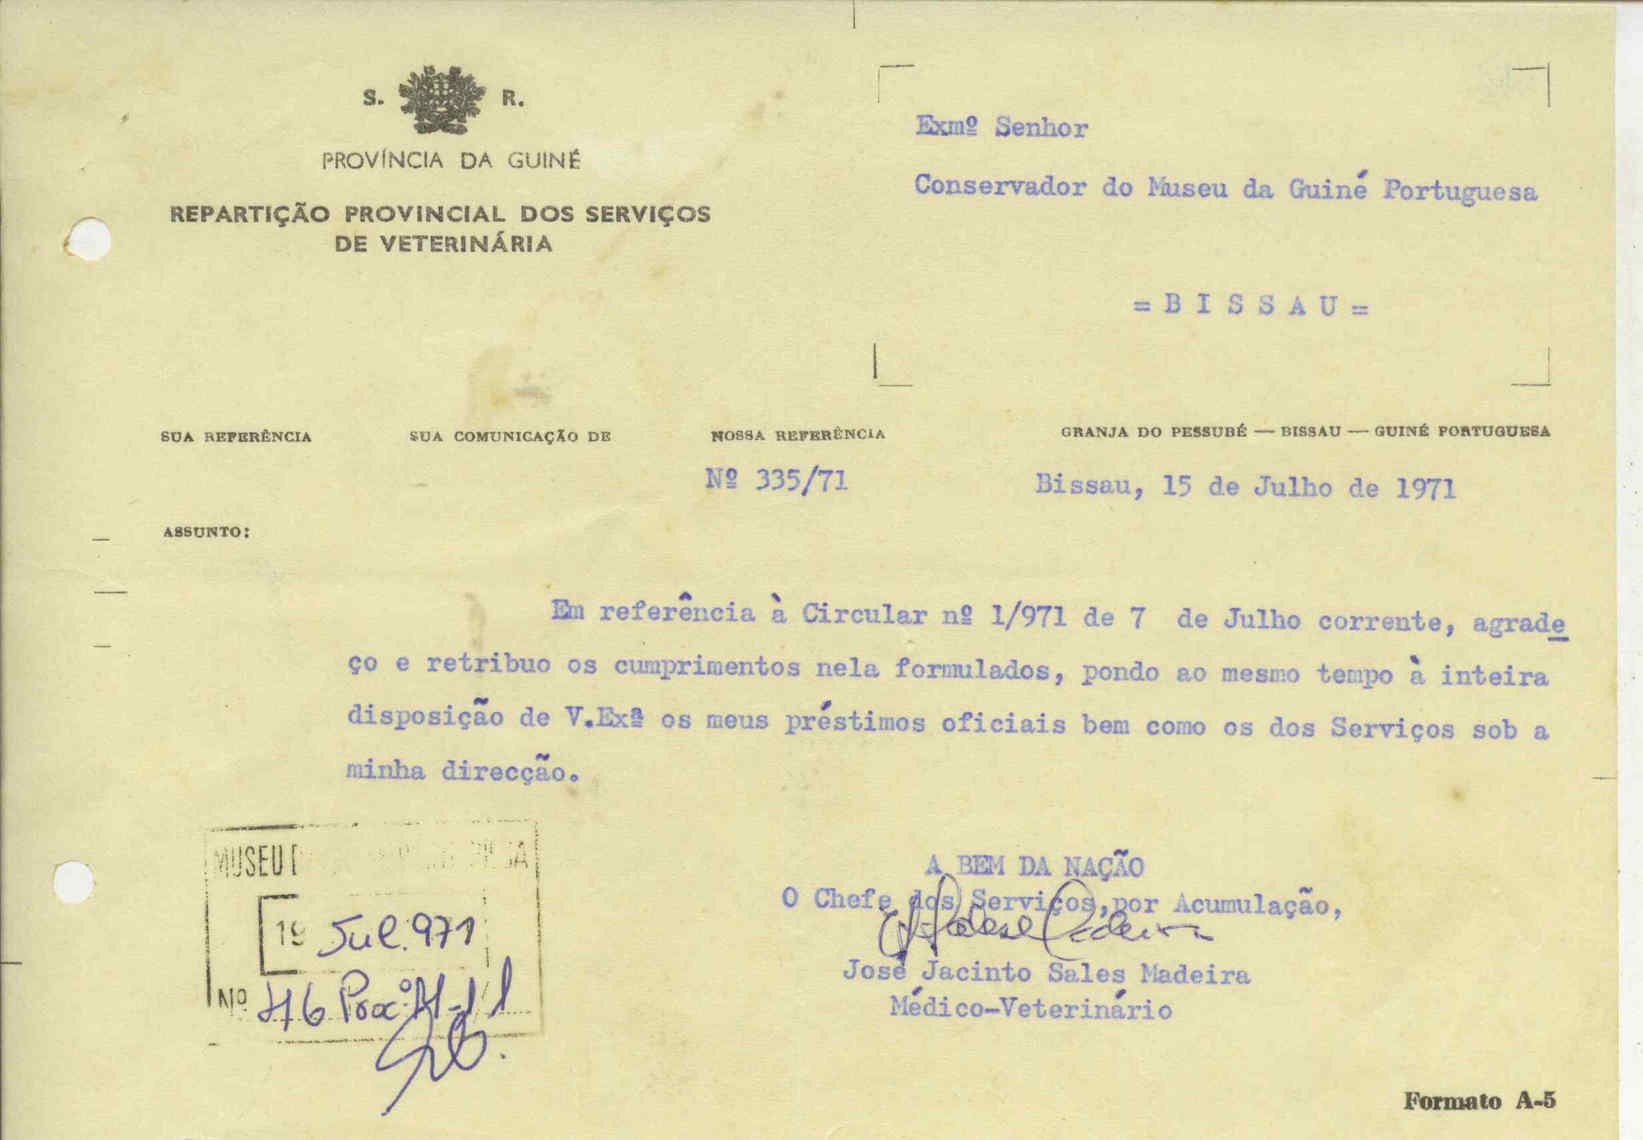 S. R.
PROVÍNCIA DA GUINÉ
REPARTIÇÃO PROVINCIAL DOS SERVIÇOS
DE VETERINÁRIA
Exmº Senhor
Conservador do Museu da Guiné Portuguesa
= B I S S A U =
SUA REFERÊNCIA
SUA COMUNICAÇÃO DE
NOSSA REFERÊNCIA
Nº 335/71
GRANJA DO PESSUBÉ — BISSAU — GUINÉ PORTUGUESA
Bissau, 15 de Julho de 1971
ASSUNTO:
Em referência à Circular nº 1/971 de 7 de Julho corrente, agrade
ço e retribuo os cumprimentos nela formulados, pondo ao mesmo tempo à inteira
disposição de V.Exª os meus préstimos oficiais bem como os dos Serviços sob a
minha direcção.
A BEM DA NAÇÃO
O Chefe dos Serviços,por Acumulação,
José Jacinto Sales Madeira
Médico-Veterinário
MUSEU
19 Jul. 971
Nº
Formato A-5